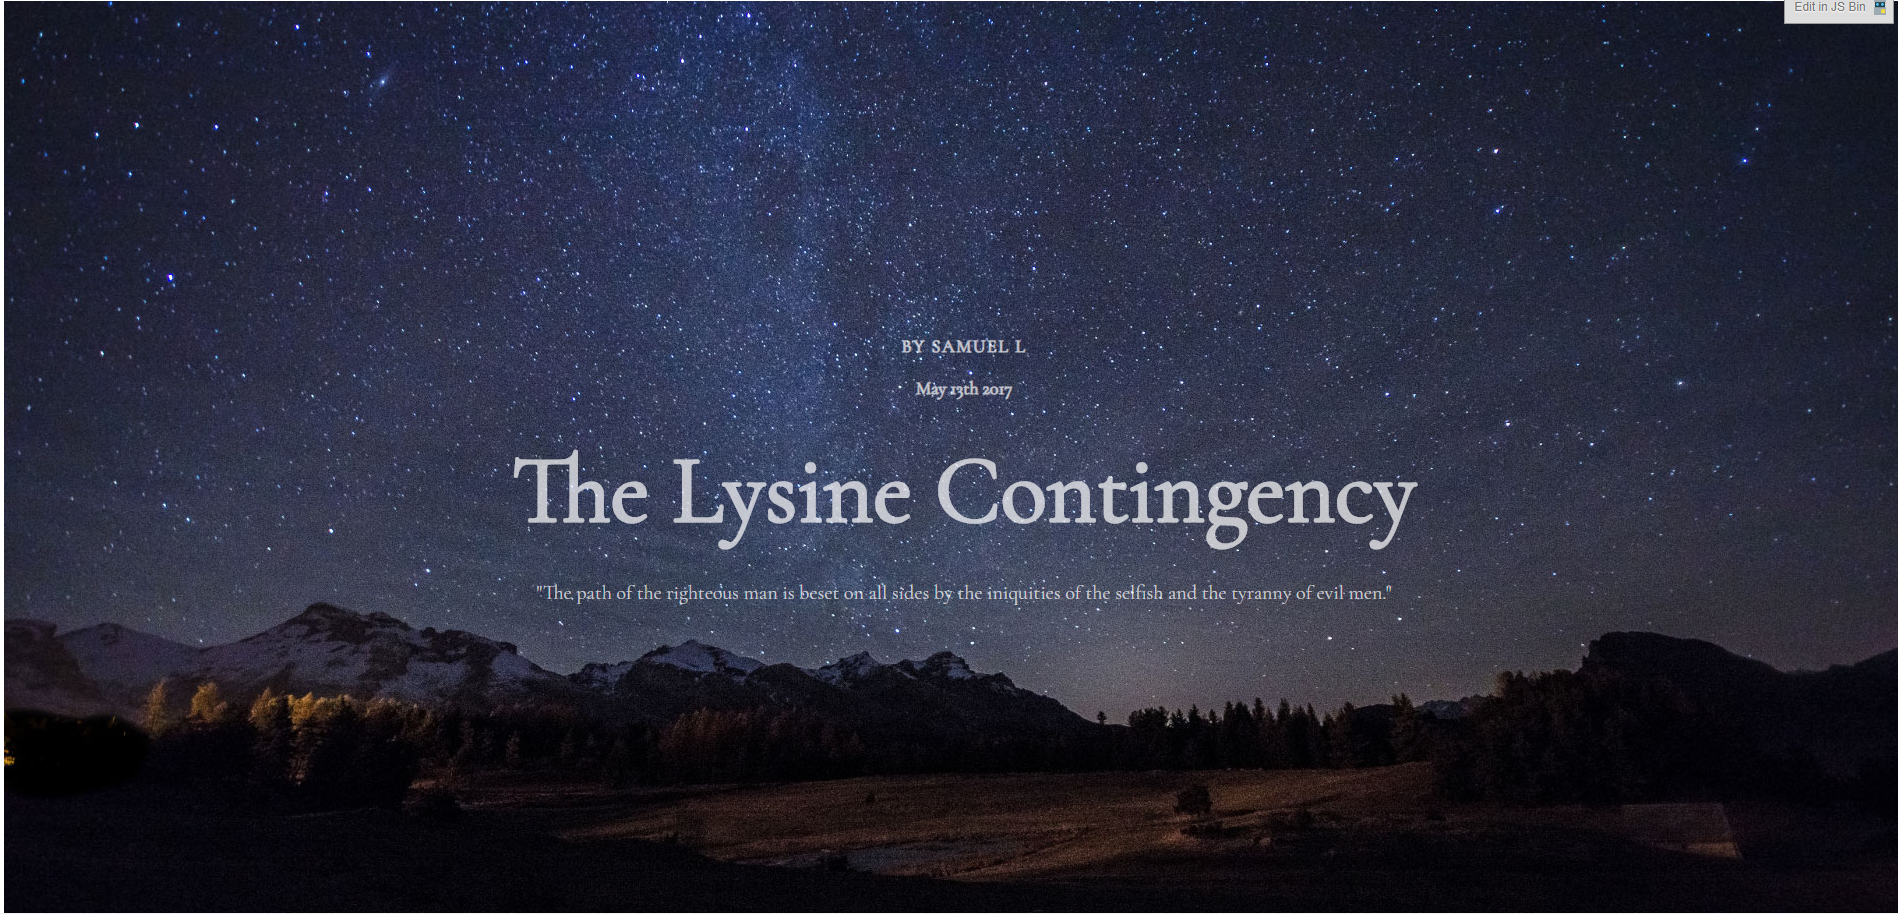 Edit in JS Bin
BY SAMUEL L
May 13th 2017
The Lysine Contingency
"The path of the righteous man is beset on all sides by the iniquities of the selfish and the tyranny of evil men."